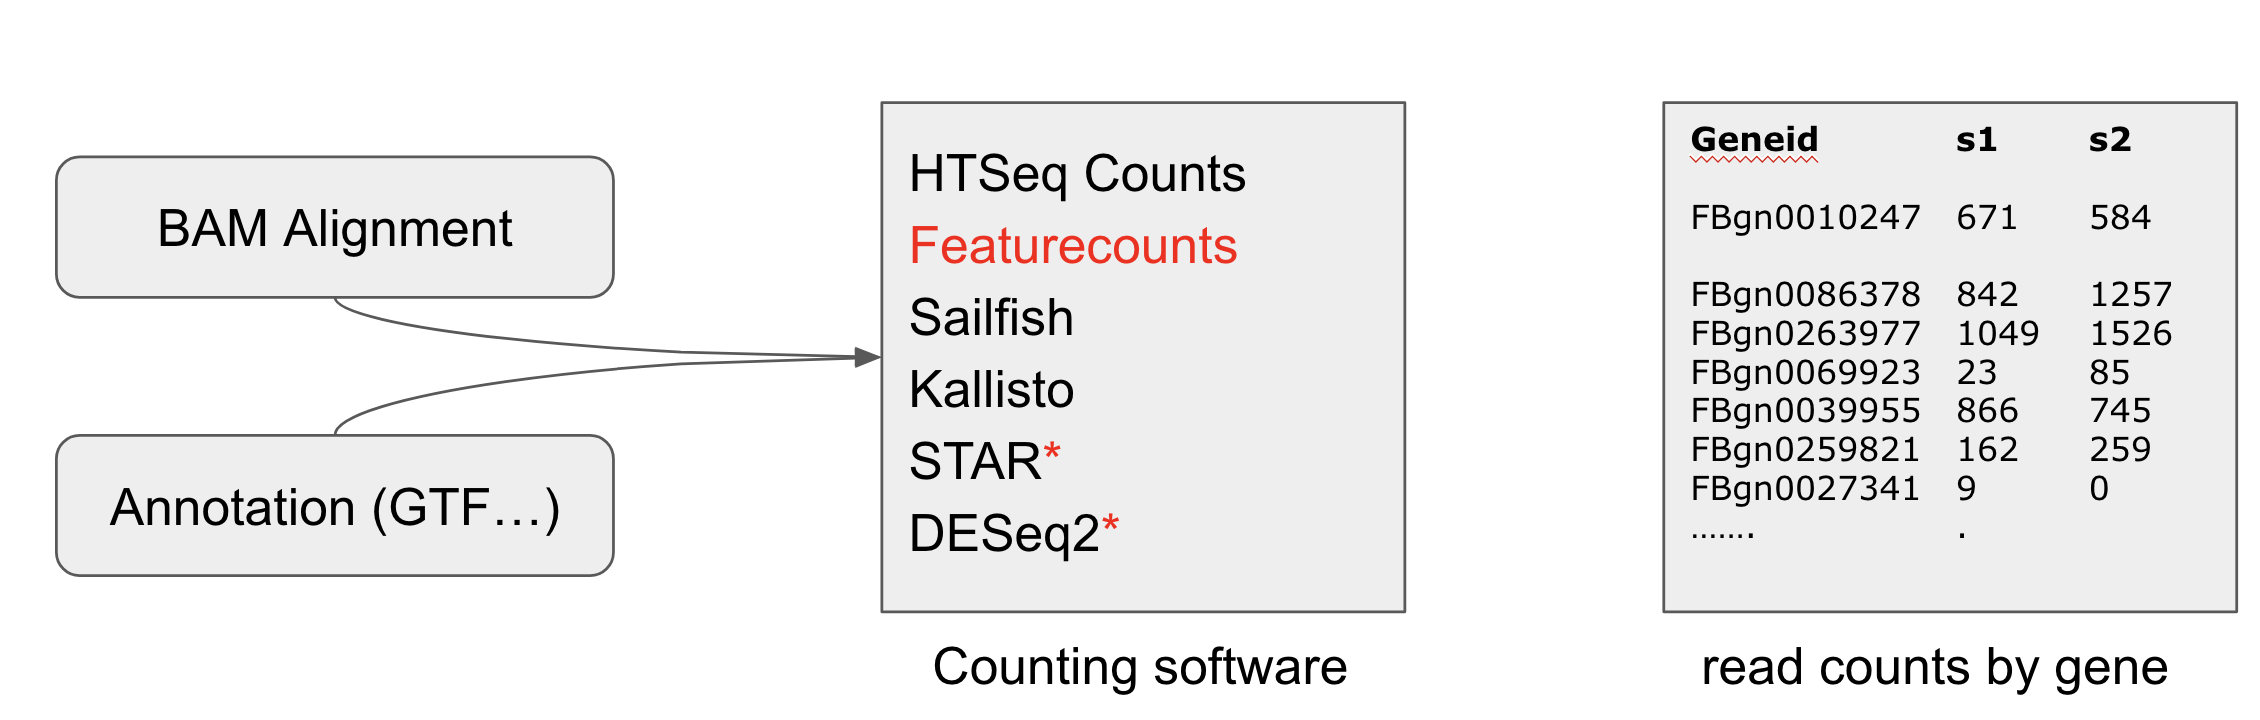 BAM Alignment
Annotation (GTF…)
HTSeq Counts
Featurecounts
Sailfish
Kallisto
STAR*
DESeq2*
Counting software
Geneid s1 s2
FBgn0010247 671 584
FBgn0086378 842 1257
FBgn0263977 1049 1526
FBgn0069923 23 85
FBgn0039955 866 745
FBgn0259821 162 259
FBgn0027341 9 0
....... .
read counts by gene